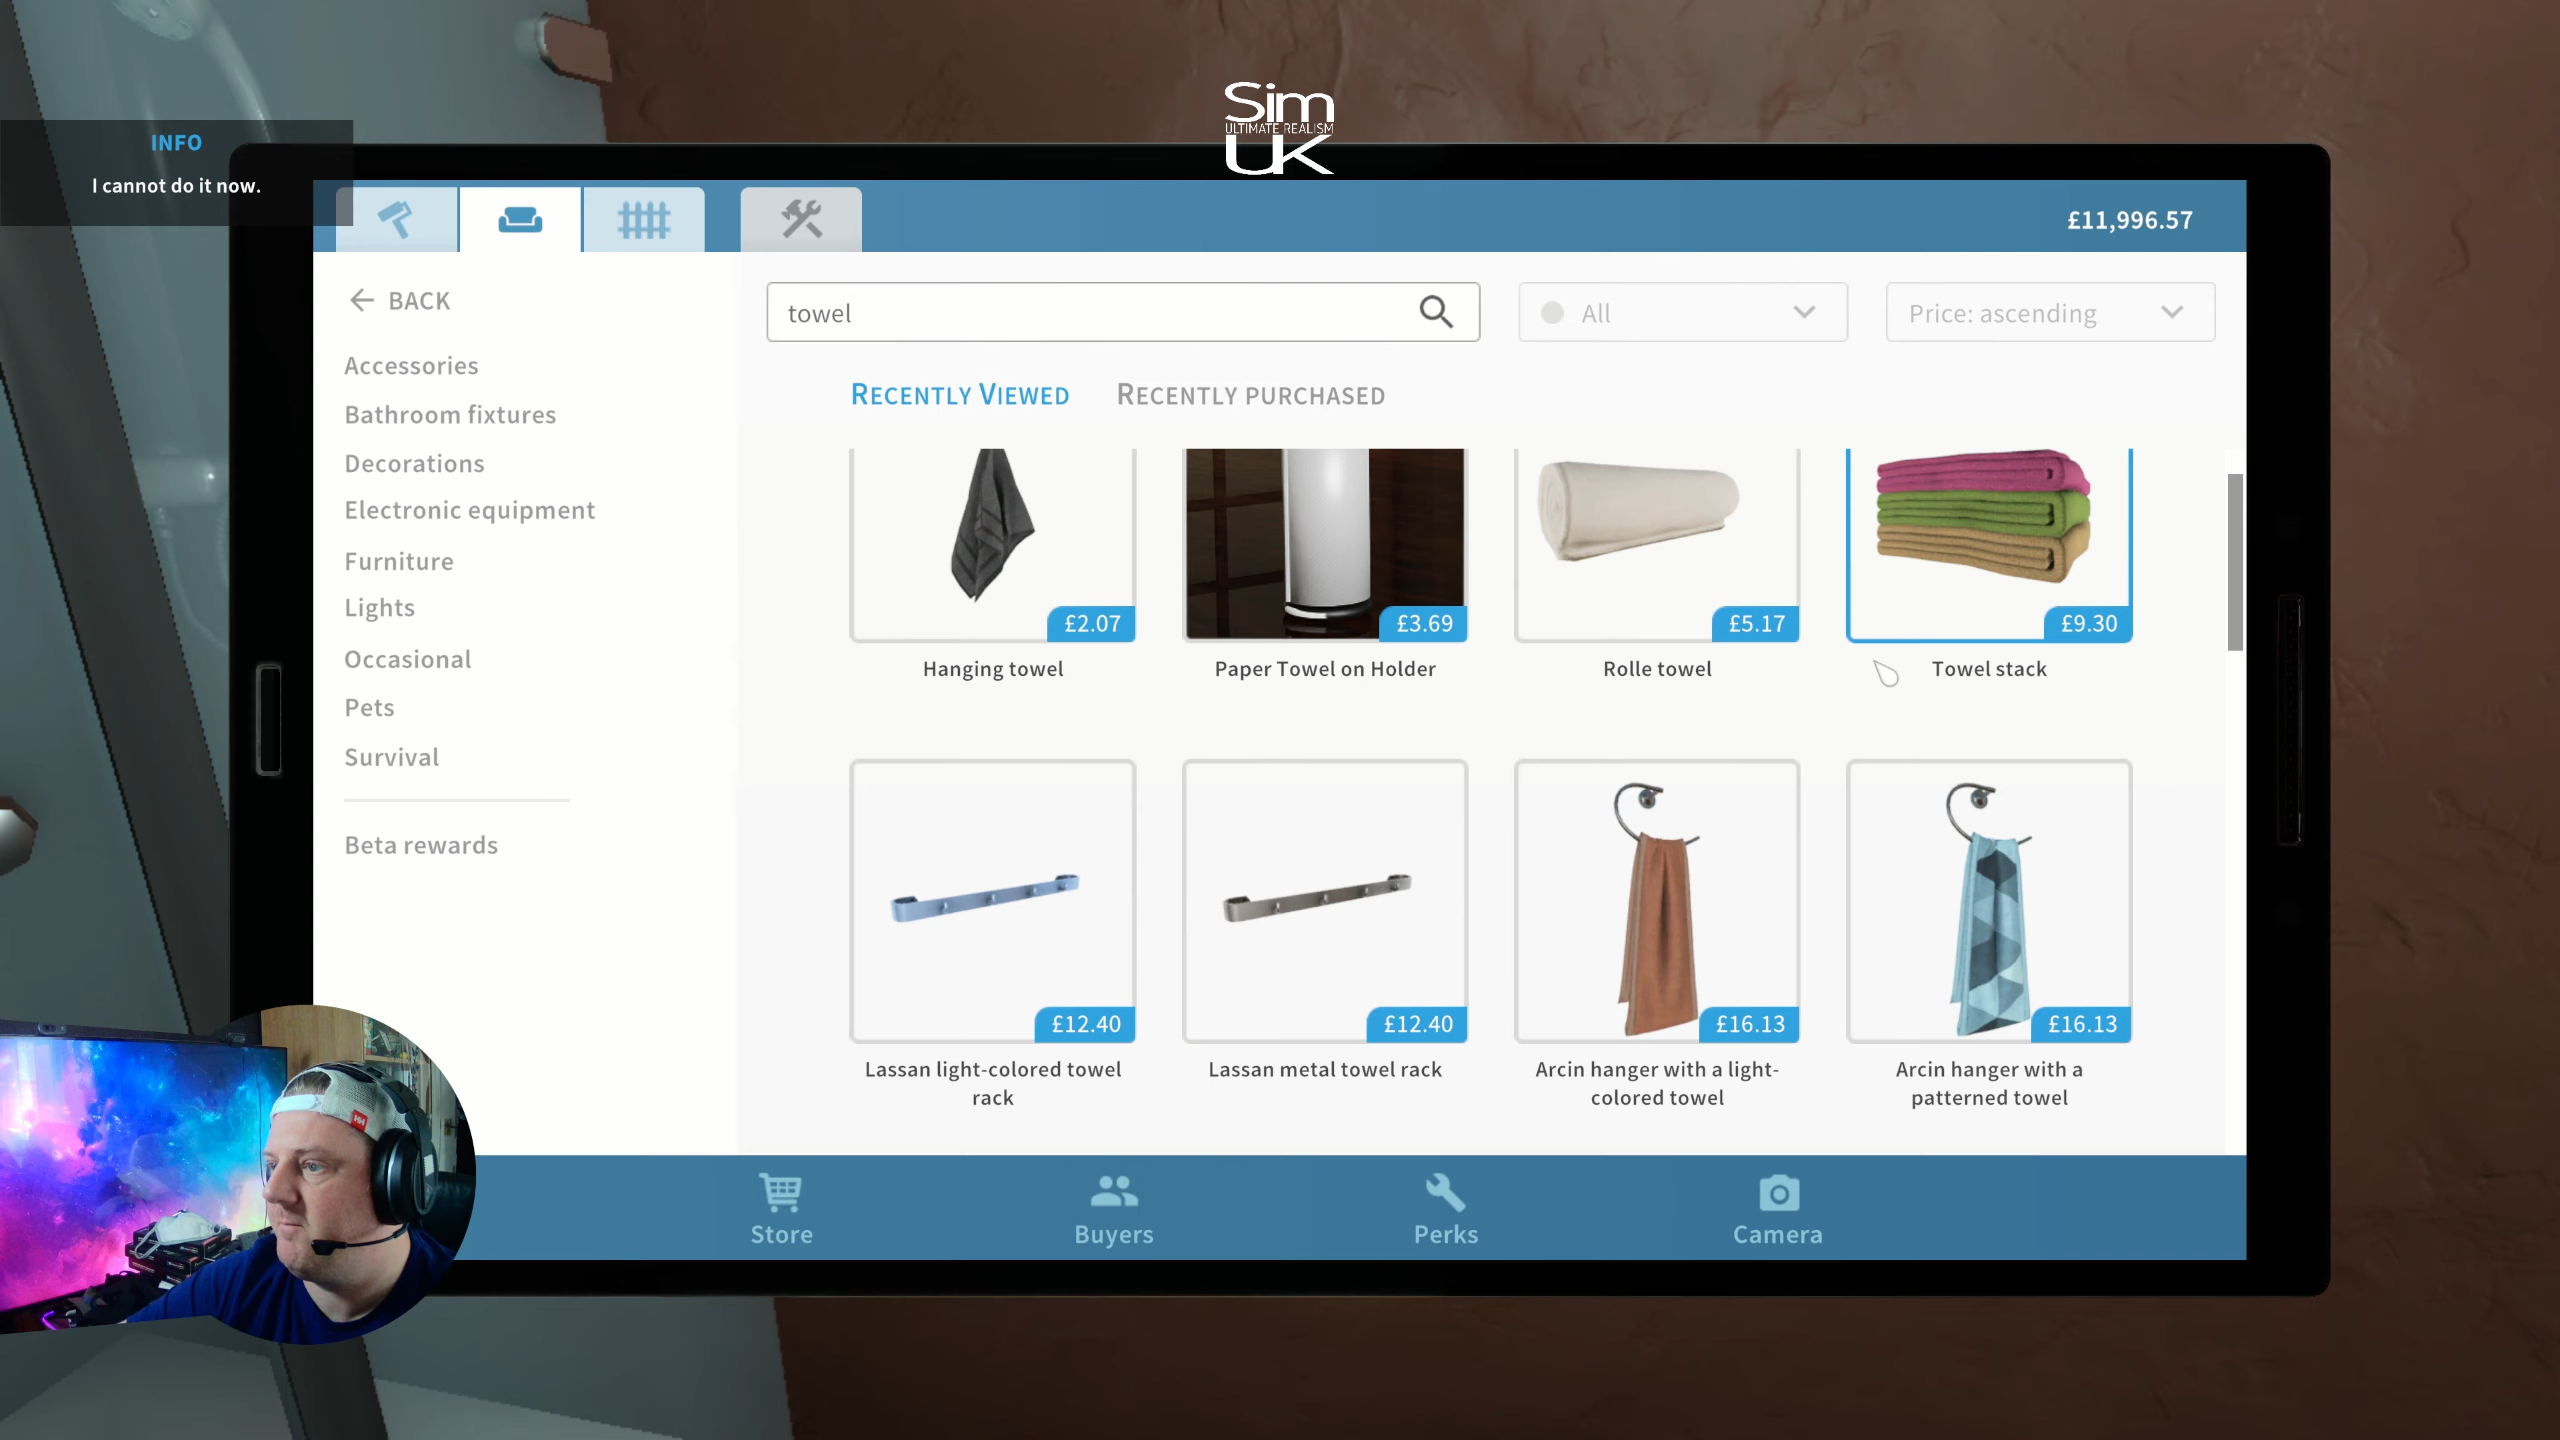 Sim
ULTIMATE REALISM
UK
INFO
I cannot do it now.
£11,996.57
BACK
towel
All
Price: ascending
RECENTLY VIEWED
RECENTLY PURCHASED
Accessories
Bathroom fixtures
Decorations
Electronic equipment
Furniture
Lights
Occasional
Pets
Survival
Beta rewards
£2.07
£3.69
£5.17
£9.30
Hanging towel
Paper Towel on Holder
Rolle towel
Towel stack
£12.40
£12.40
£16.13
£16.13
Lassan light-colored towel
rack
Lassan metal towel rack
Arcin hanger with a light-
colored towel
Arcin hanger with a
patterned towel
Store
Buyers
Perks
Camera
HH